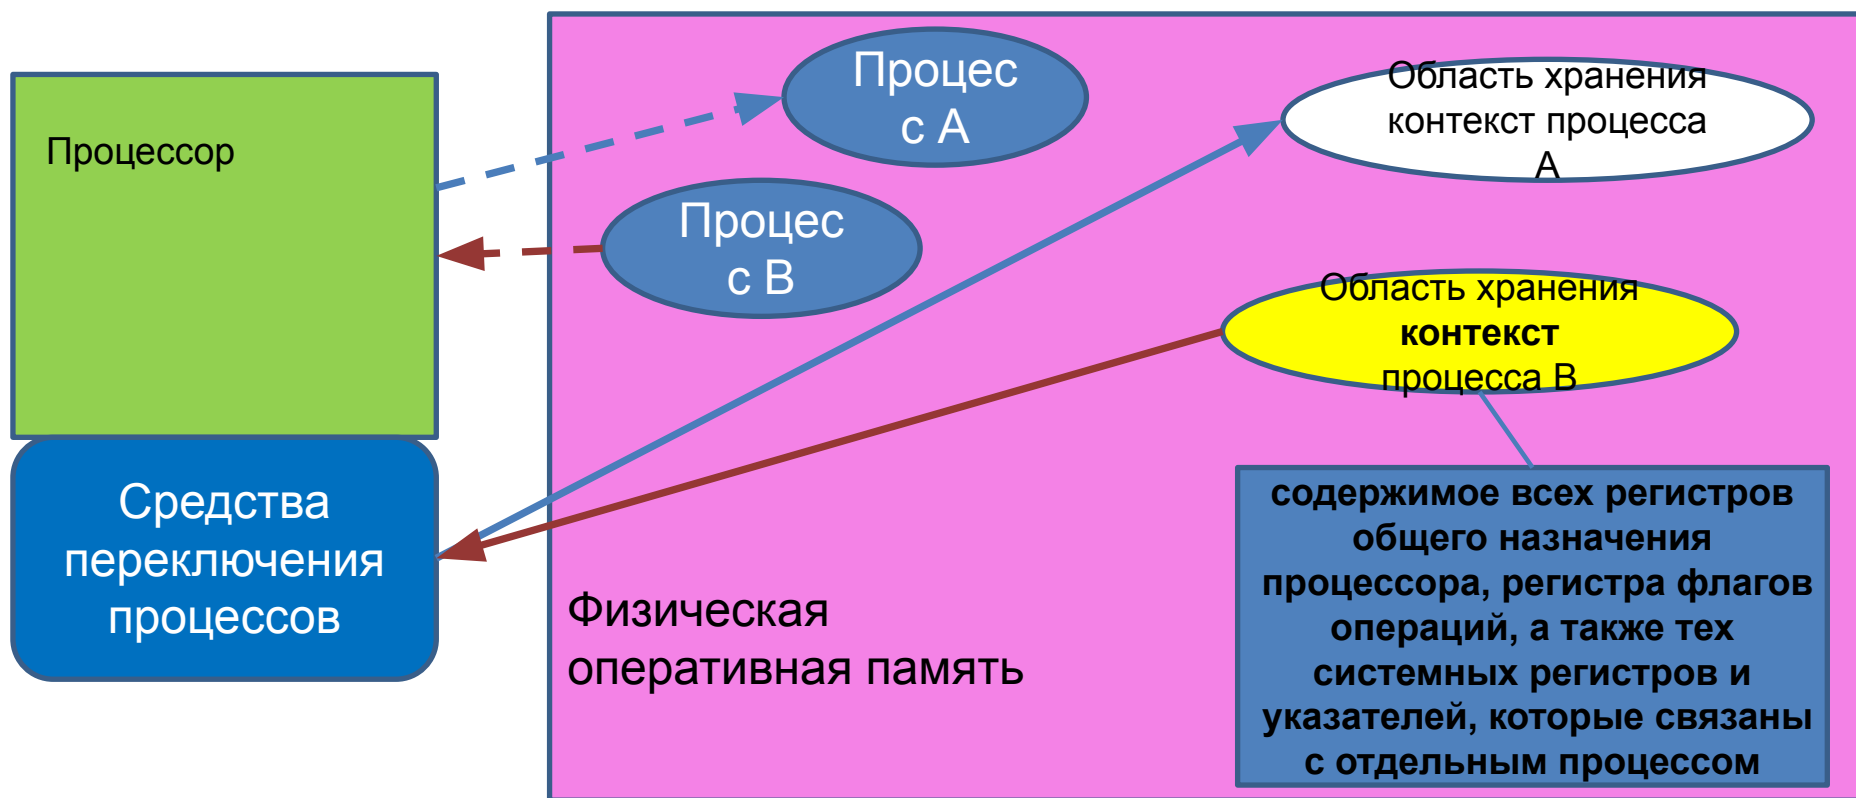 Процессор
Средства
переключения
процессов
Процес
с А
Процес
с В
Физическая
оперативная память
Область хранения
контекст процесса
А
Область хранения
контекст
процесса В
содержимое всех регистров
общего назначения
процессора, регистра флагов
операций, а также тех
системных регистров и
указателей, которые связаны
с отдельным процессом